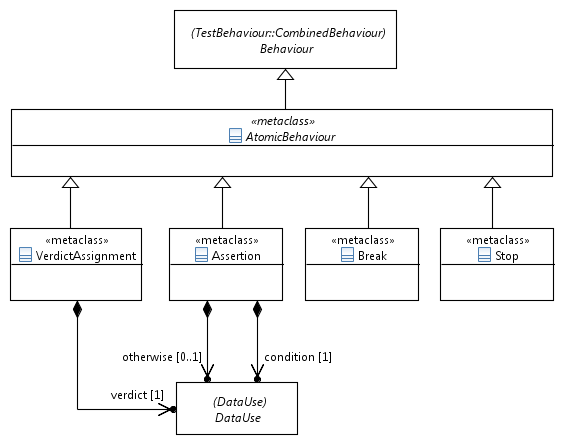 (TestBehaviour::CombinedBehaviour)
Behaviour
«metaclass»
AtomicBehaviour
«metaclass»
VerdictAssignment
«metaclass»
Assertion
«metaclass»
Break
«metaclass»
Stop
otherwise [0..1]
condition [1]
verdict [1]
(DataUse)
DataUse